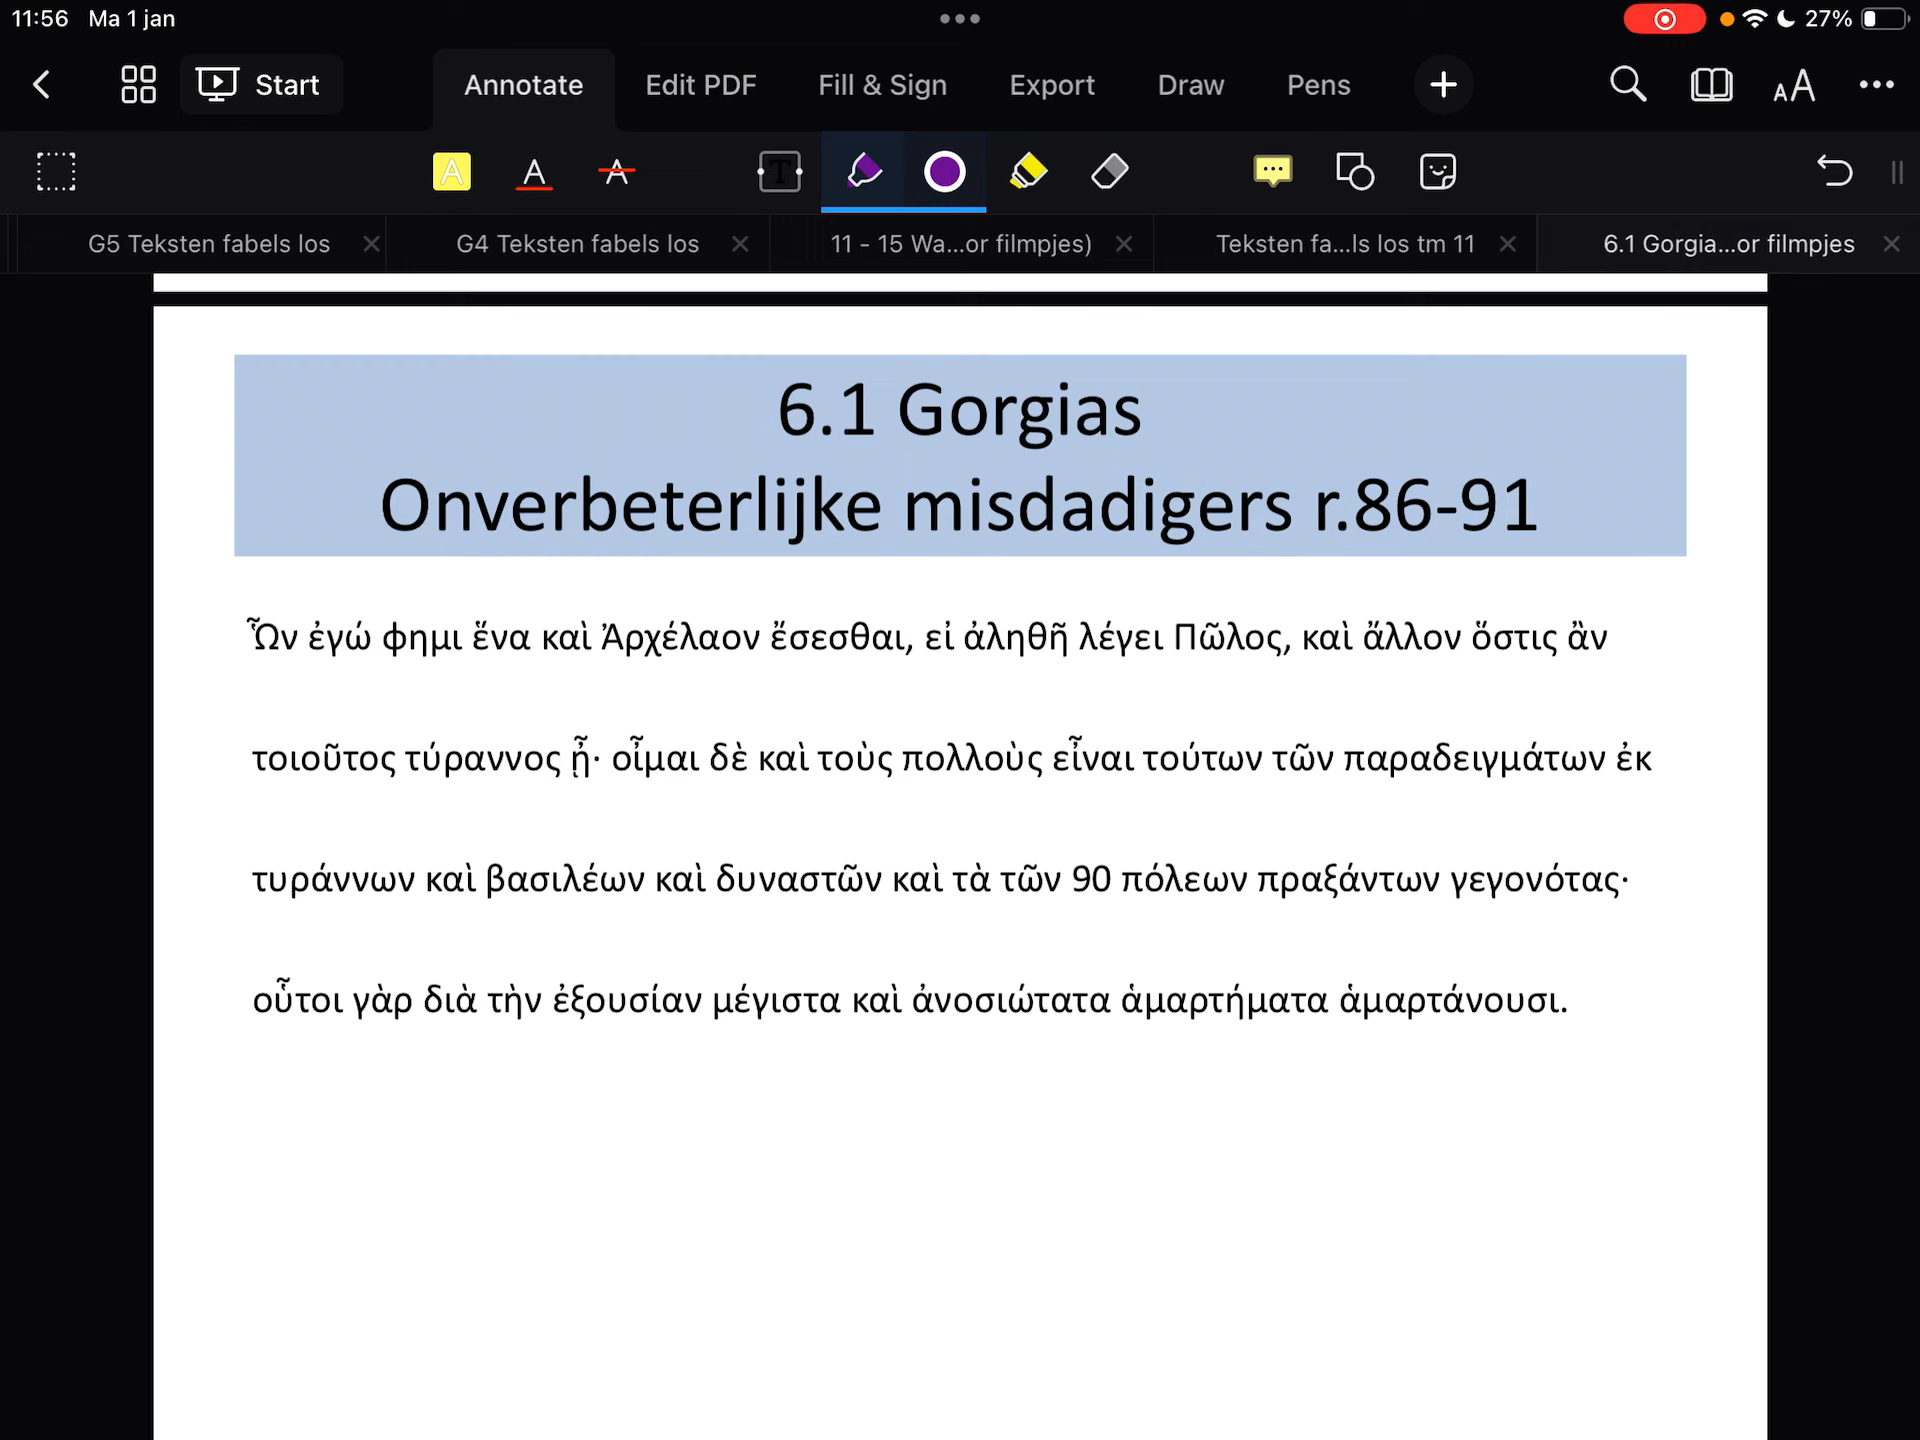 11:56 Ma 1 jan 27%
Start Annotate Edit PDF Fill & Sign Export Draw Pens
G5 Teksten fabels los G4 Teksten fabels los 11 - 15 Wa...or filmpjes) Teksten fa...ls los tm 11 6.1 Gorgia...or filmpjes
6.1 Gorgias
Onverbeterlijke misdadigers r.86-91
Ὧν ἐγώ φημι ἕνα καὶ Ἀρχέλαον ἔσεσθαι, εἰ ἀληθῆ λέγει Πῶλος, καὶ ἄλλον ὅστις ἂν
τοιοῦτος τύραννος ᾖ· οἶμαι δὲ καὶ τοὺς πολλοὺς εἶναι τούτων τῶν παραδειγμάτων ἐκ
τυράννων καὶ βασιλέων καὶ δυναστῶν καὶ τὰ τῶν 90 πόλεων πραξάντων γεγονότας·
οὗτοι γὰρ διὰ τὴν ἐξουσίαν μέγιστα καὶ ἀνοσιώτατα ἁμαρτήματα ἁμαρτάνουσι.